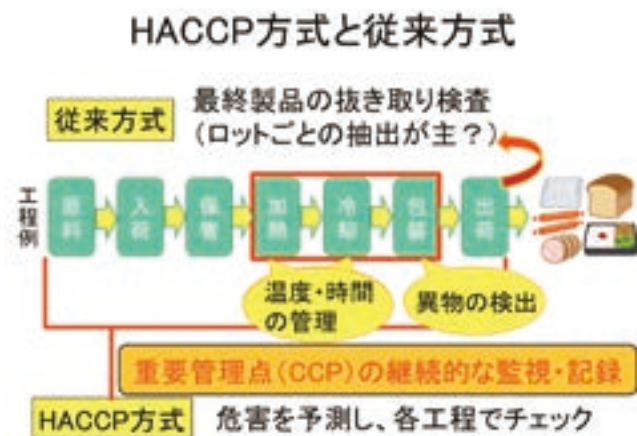 HACCP方式と従来方式
従来方式
最終製品の抜き取り検査
(ロットごとの抽出が主？)
工程例
原料
入荷
保管
加熱
冷却
包装
出荷
温度・時間
の管理
異物の検出
重要管理点(CCP)の継続的な監視・記録
HACCP方式
危害を予測し、各工程でチェック